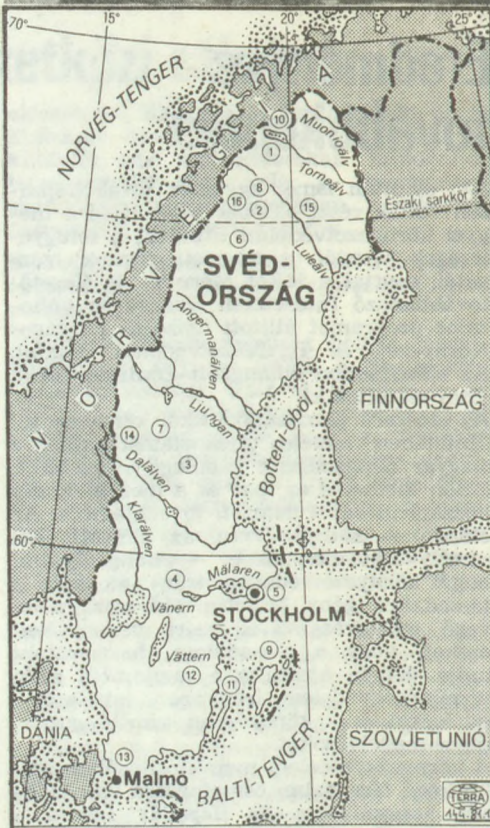 70°
15°
20°
25°
NORVÉG-TENGER
NORVÉGIA
10
Muonioälv
1
Torneälv
8
16
2
15
Északi sarkkör
6
Luleälv
SVÉD-
ORSZÁG
Ångermanälven
FINNORSZÁG
Ljungan
Botteni-öböl
14
7
3
Dalälven
Klarälven
60°
4
Mälaren
5
STOCKHOLM
Vänern
9
Vättern
12
11
DÁNIA
SZOVJETUNIÓ
13
Malmö
BALTI-TENGER
TERRA